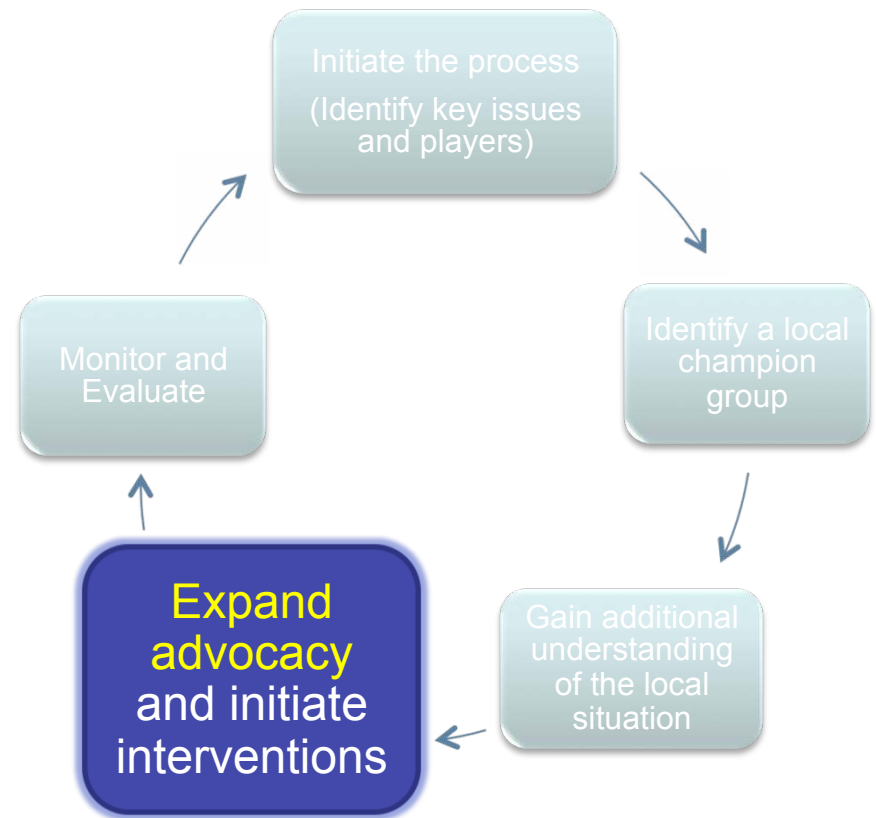 Initiate the process
(Identify key issues
and players)
Identify a local
champion
group
Gain additional
understanding
of the local
situation
Expand
advocacy
and initiate
interventions
Monitor and
Evaluate